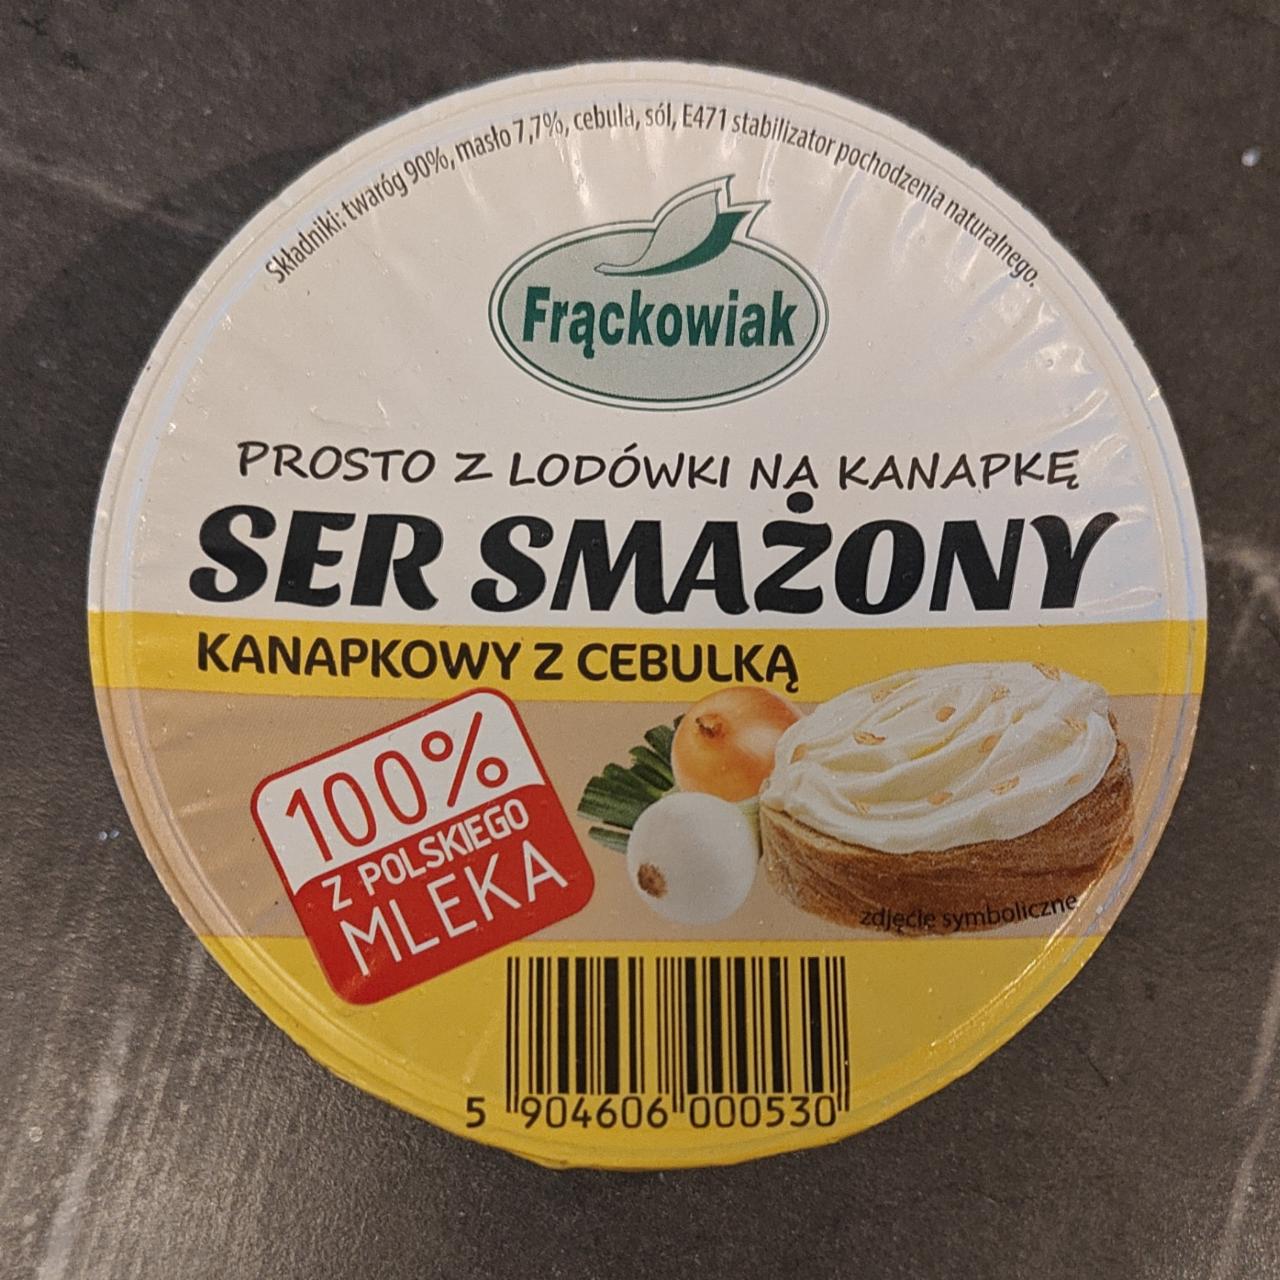 Składniki: twaróg 90%, masło 7,7%, cebula, sól, E471 stabilizator pochodzenia naturalnego.
Frąckowiak
PROSTO Z LODÓWKI NA KANAPKĘ
SER SMAŻONY
KANAPKOWY Z CEBULKĄ
100%
Z POLSKIEGO
MLEKA
zdjęcie symboliczne
5 904606 000530